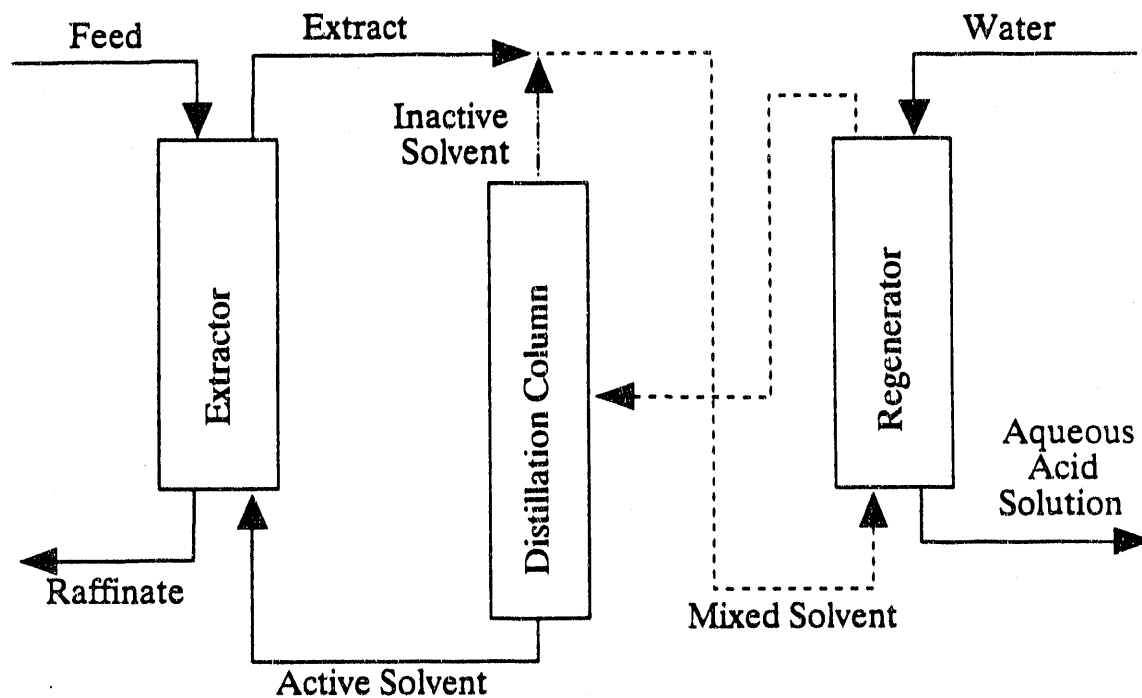 Feed
Extract
Water
Inactive
Solvent
Extractor
Distillation Column
Regenerator
Aqueous
Acid
Solution
Raffinate
Mixed Solvent
Active Solvent